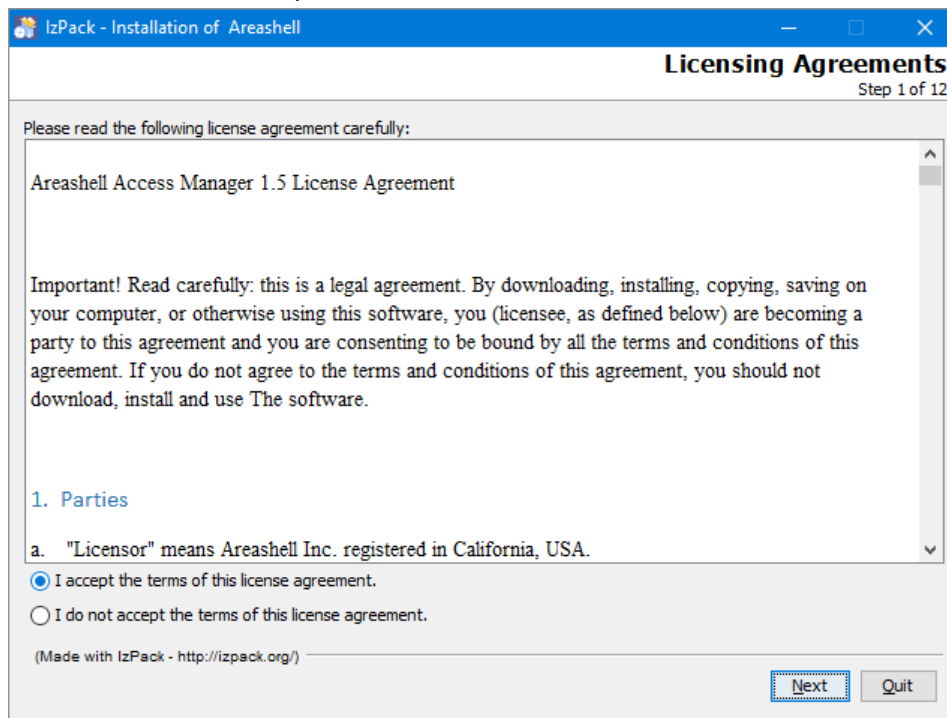 IzPack - Installation of Areashell
Licensing Agreements
Step 1 of 12
Please read the following license agreement carefully:
Areashell Access Manager 1.5 License Agreement
Important! Read carefully: this is a legal agreement. By downloading, installing, copying, saving on
your computer, or otherwise using this software, you (licensee, as defined below) are becoming a
party to this agreement and you are consenting to be bound by all the terms and conditions of this
agreement. If you do not agree to the terms and conditions of this agreement, you should not
download, install and use The software.
1. Parties
a. "Licensor" means Areashell Inc. registered in California, USA.
I accept the terms of this license agreement.
I do not accept the terms of this license agreement.
(Made with IzPack - http://izpack.org/)
Next Quit